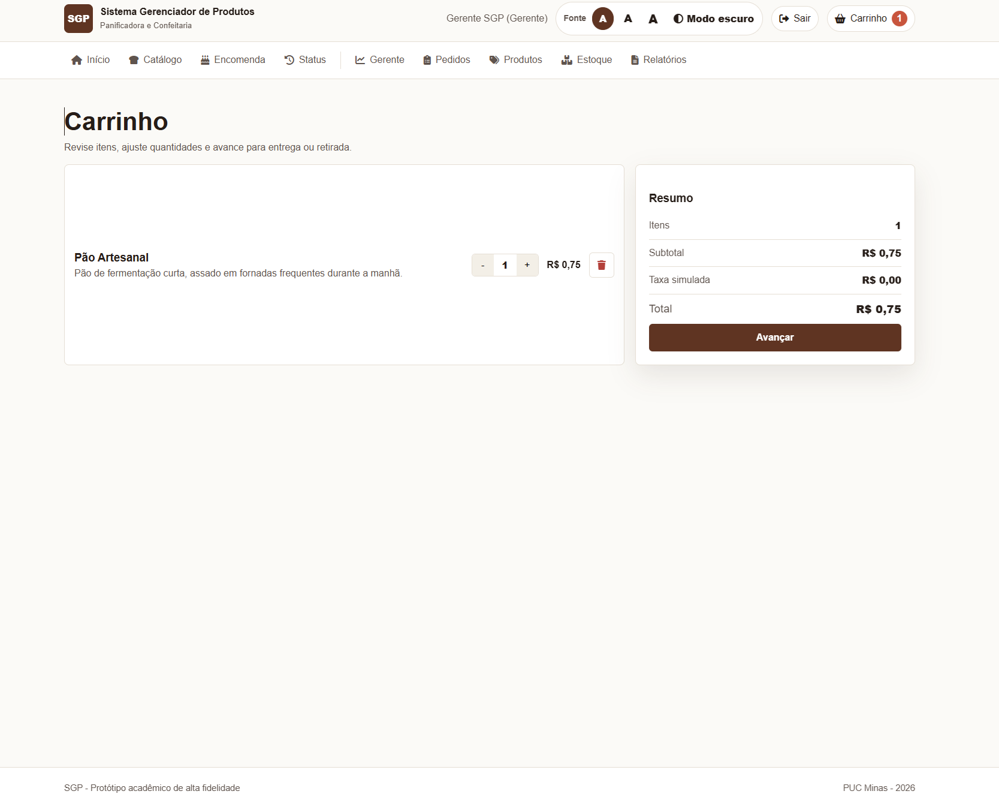 SGP
Sistema Gerenciador de Produtos
Panificadora e Confeitaria
Gerente SGP (Gerente)
Fonte A A A Modo escuro
Sair
Carrinho 1
Início Catálogo Encomenda Status Gerente Pedidos Produtos Estoque Relatórios
Carrinho
Revise itens, ajuste quantidades e avance para entrega ou retirada.
Pão Artesanal
Pão de fermentação curta, assado em fornadas frequentes durante a manhã.
- 1 + R$ 0,75
Resumo
Itens 1
Subtotal R$ 0,75
Taxa simulada R$ 0,00
Total R$ 0,75
Avançar
SGP - Protótipo acadêmico de alta fidelidade
PUC Minas - 2026